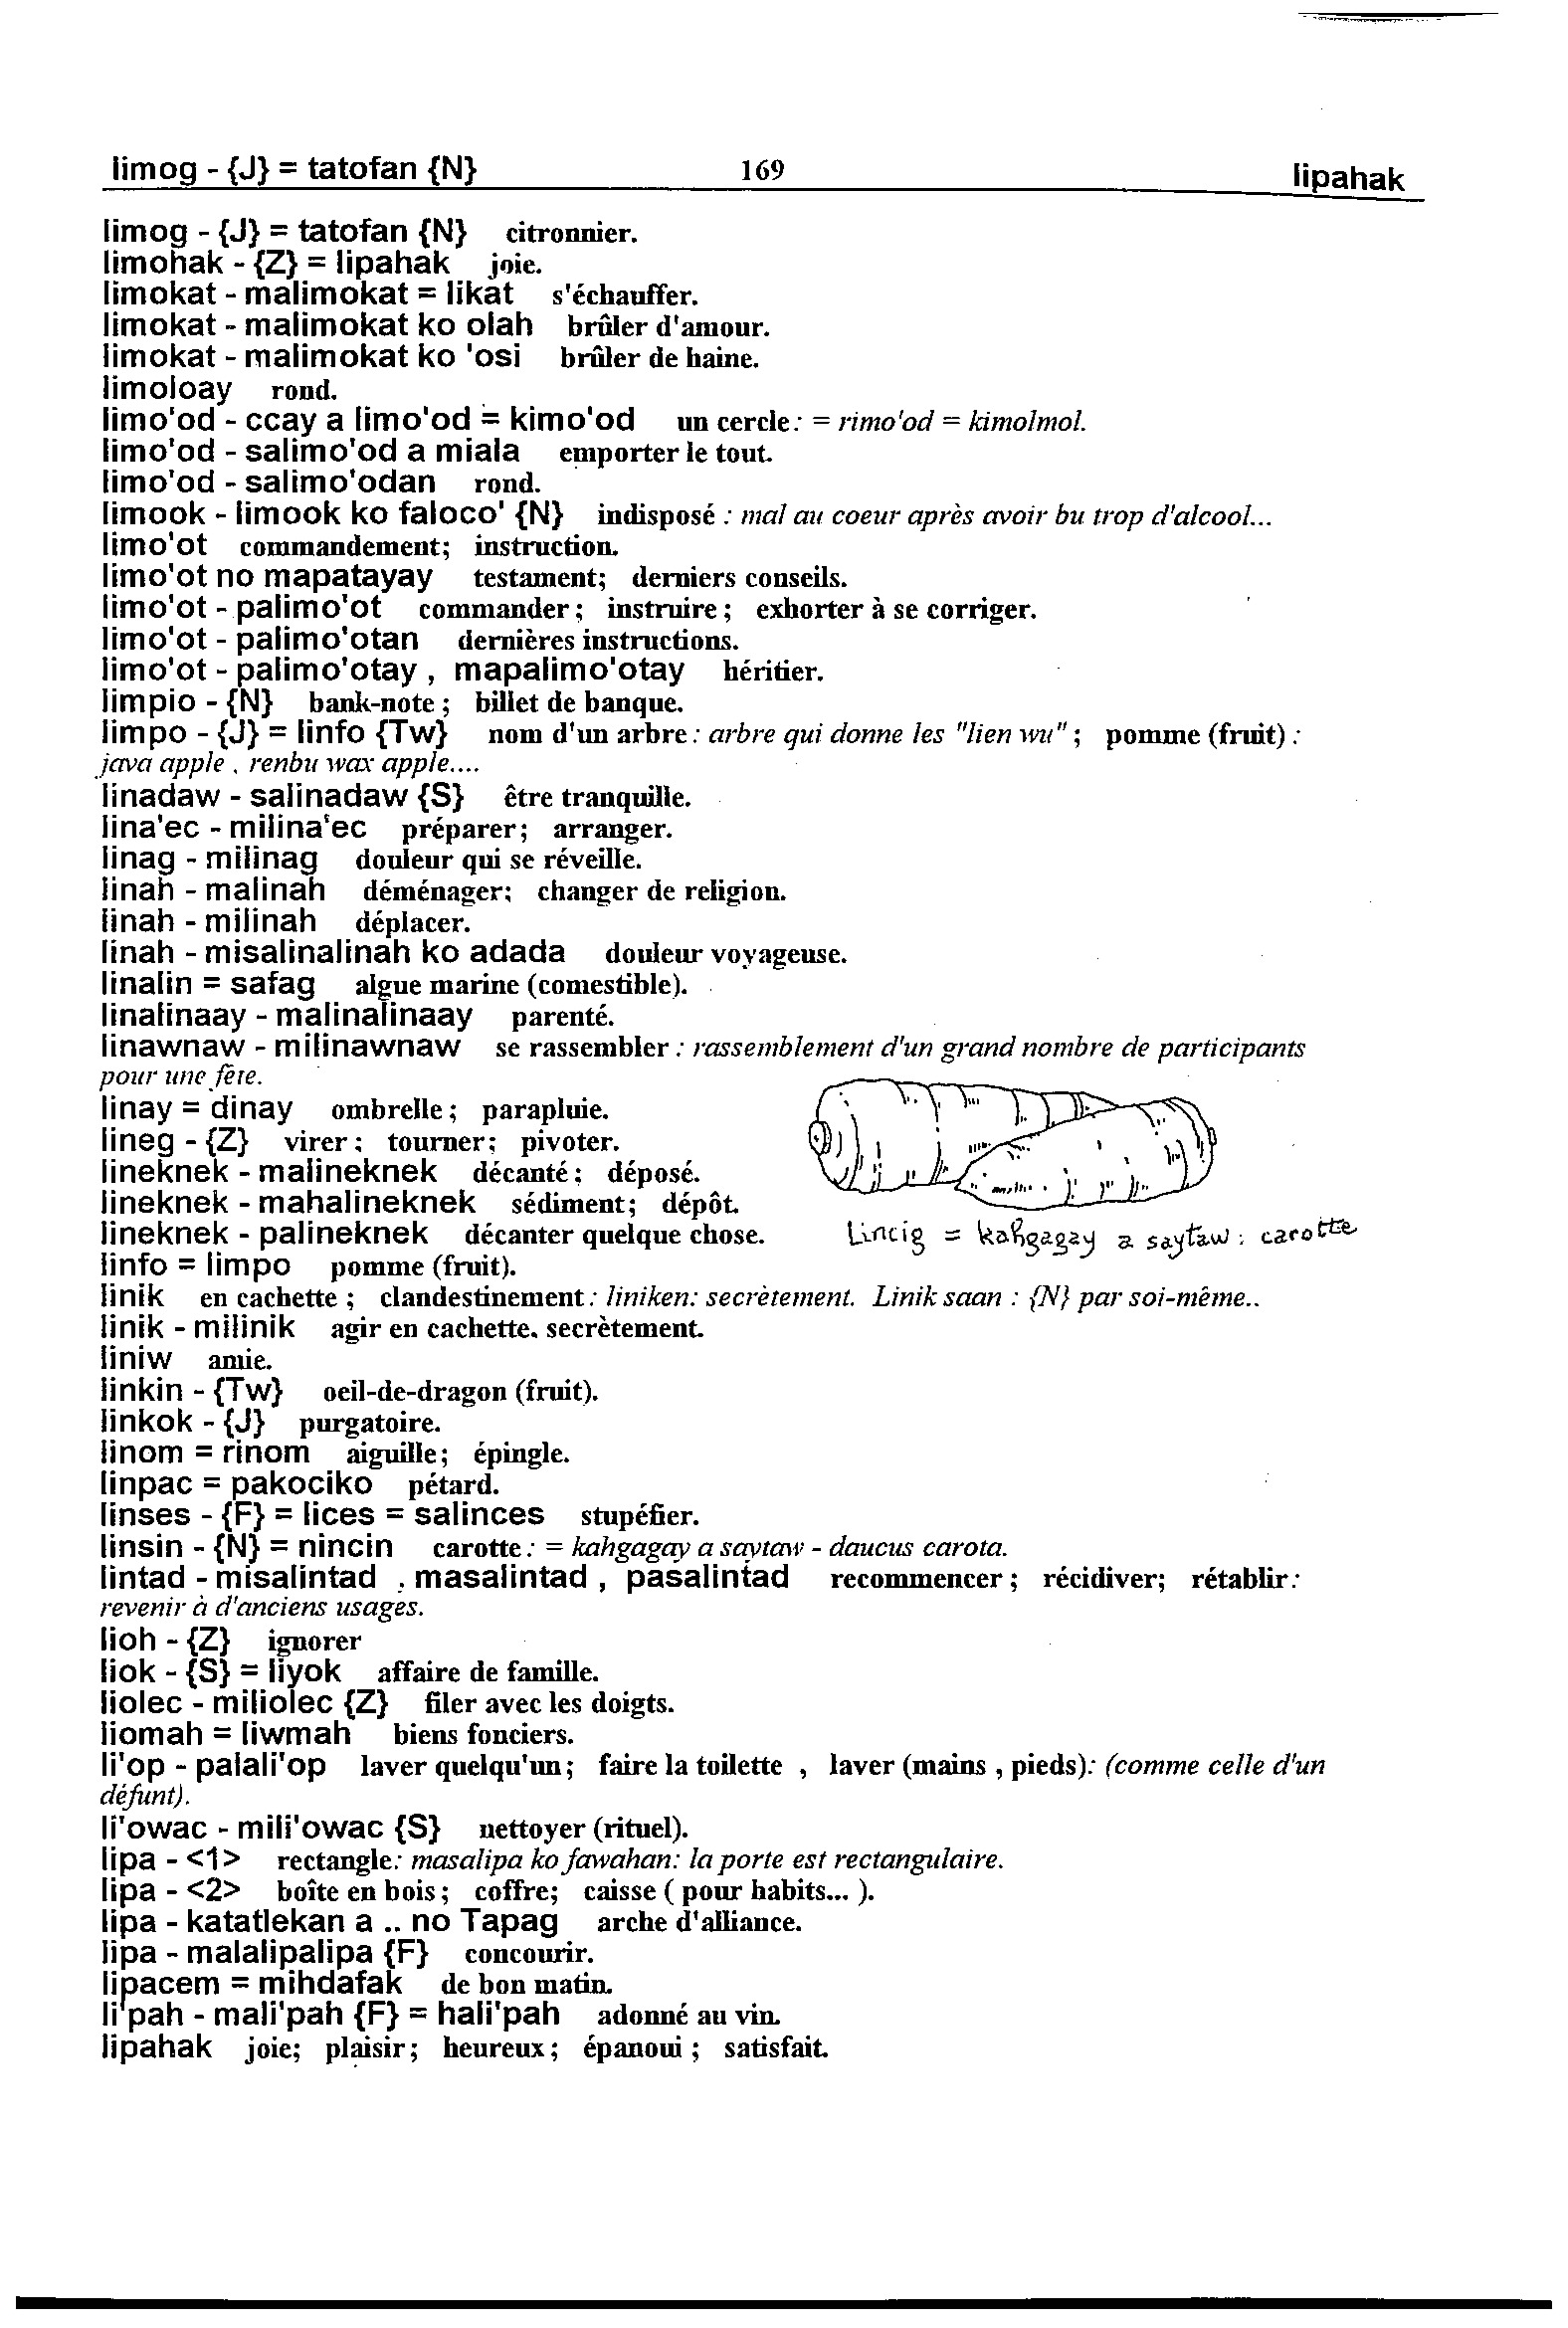 limog - {J} = tatofan {N} 169 lipahak
limog - {J} = tatofan {N} citronnier.
limohak - {Z} = lipahak joie.
limokat - malimokat = likat s'échauffer.
limokat - malimokat ko olah brûler d'amour.
limokat - malimokat ko 'osi brûler de haine.
limoloay rond.
limo'od - ccay a limo'od = kimo'od un cercle : = rimo'od = kimolmol.
limo'od - salimo'od a miala emporter le tout.
limo'od - salimo'odan rond.
limook - limook ko faloco' {N} indisposé : mal au coeur après avoir bu trop d'alcool...
limo'ot commandement; instruction.
limo'ot no mapatayay testament; derniers conseils.
limo'ot - palimo'ot commander ; instruire ; exhorter à se corriger.
limo'ot - palimo'otan dernières instructions.
limo'ot - palimo'otay , mapalimo'otay héritier.
limpio - {N} bank-note ; billet de banque.
limpo - {J} = linfo {Tw} nom d'un arbre : arbre qui donne les "lien wu" ; pomme (fruit) :
java apple , renbu wax apple....
linadaw - salinadaw {S} être tranquille.
lina'ec - milina'ec préparer; arranger.
linag - milinag douleur qui se réveille.
linah - malinah déménager; changer de religion.
linah - milinah déplacer.
linah - misalinalinah ko adada douleur voyageuse.
linalin = safag algue marine (comestible).
linalinaay - malinalinaay parenté.
linawnaw - milinawnaw se rassembler : rassemblement d'un grand nombre de participants
pour une fête.
linay = dinay ombrelle ; parapluie.
lineg - {Z} virer ; tourner; pivoter.
lineknek - malineknek décanté ; déposé.
lineknek - mahalineknek sédiment; dépôt.
lineknek - palineknek décanter quelque chose.
Lincig = kahgagay a saytaw : carotte
linfo = limpo pomme (fruit).
linik en cachette ; clandestinement : liniken: secrètement. Linik saan : {N} par soi-même..
linik - milinik agir en cachette. secrètement.
liniw amie.
linkin - {Tw} oeil-de-dragon (fruit).
linkok - {J} purgatoire.
linom = rinom aiguille; épingle.
linpac = pakociko pétard.
linses - {F} = lices = salinces stupéfier.
linsin - {N} = nincin carotte : = kahgagay a saytaw - daucus carota.
lintad - misalintad , masalintad , pasalintad recommencer ; récidiver; rétablir :
revenir à d'anciens usages.
lioh - {Z} ignorer
liok - {S} = liyok affaire de famille.
liolec - miliolec {Z} filer avec les doigts.
liomah = liwmah biens fonciers.
li'op - palali'op laver quelqu'un; faire la toilette , laver (mains , pieds): (comme celle d'un
défunt).
li'owac - mili'owac {S} nettoyer (rituel).
lipa - <1> rectangle : masalipa ko fawahan: la porte est rectangulaire.
lipa - <2> boîte en bois ; coffre; caisse ( pour habits... ).
lipa - katatlekan a .. no Tapag arche d'alliance.
lipa - malalipalipa {F} concourir.
lipacem = mihdafak de bon matin.
li'pah - mali'pah {F} = hali'pah adonné au vin.
lipahak joie; plaisir ; heureux ; épanoui ; satisfait.